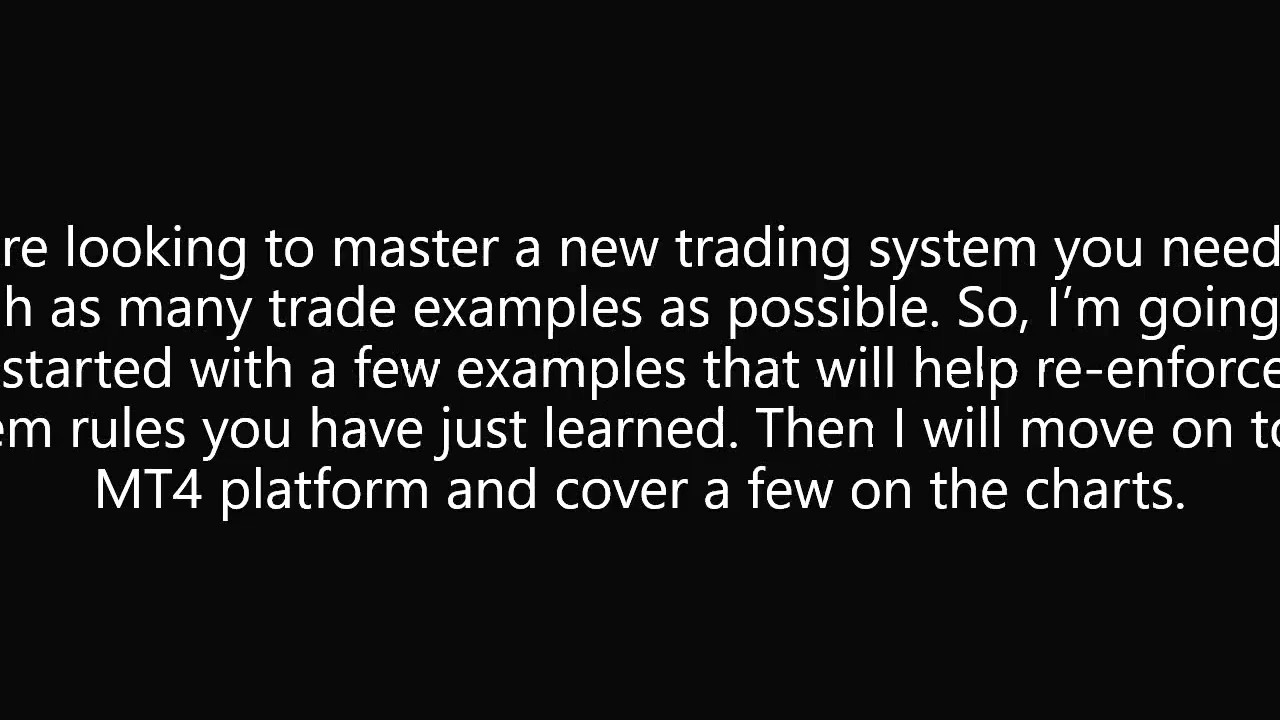 re looking to master a new trading system you need
h as many trade examples as possible. So, I’m going
started with a few examples that will help re-enforce
em rules you have just learned. Then I will move on to
MT4 platform and cover a few on the charts.